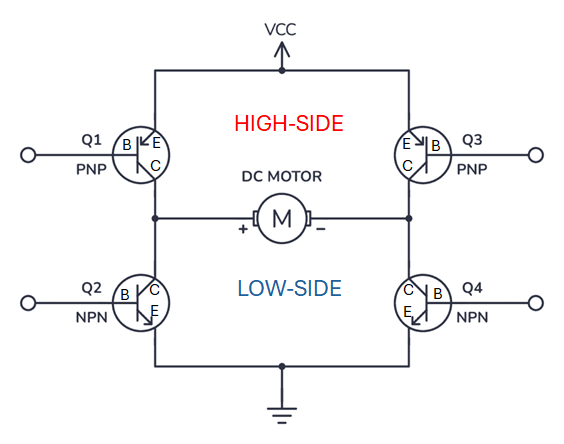 VCC
HIGH-SIDE
Q1
B
E
C
PNP
E
B
C
Q3
PNP
DC MOTOR
+
M
−
LOW-SIDE
Q2
B
C
E
NPN
C
B
E
Q4
NPN